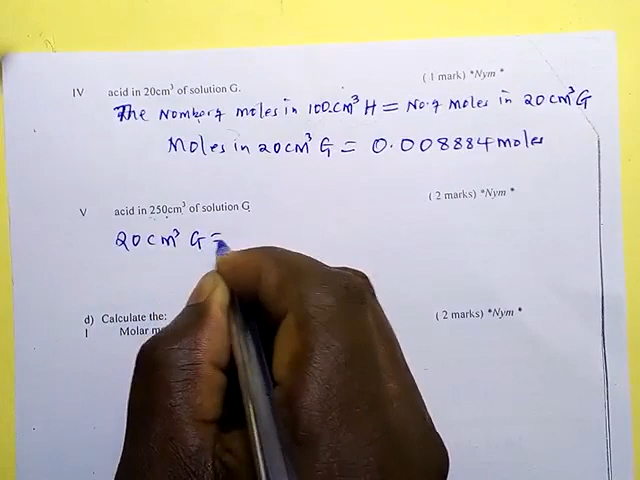 IV acid in 20cm³ of solution G. (1 mark) *Nym *
The Nomber of moles in 100cm³ H = No. of moles in 20cm³ G
Moles in 20cm³ G = 0.008884 moles
V acid in 250cm³ of solution G (2 marks) *Nym *
20cm³ G =
d) Calculate the: (2 marks) *Nym *
I Molar